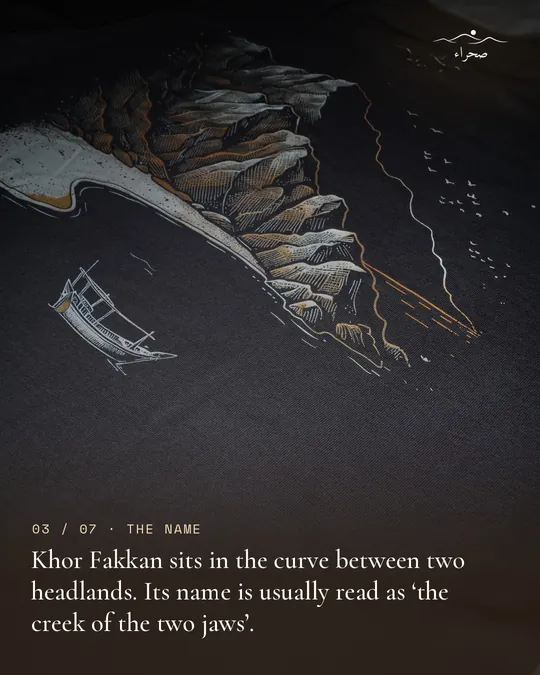 صحراء
03 / 07 · THE NAME
Khor Fakkan sits in the curve between two
headlands. Its name is usually read as ‘the
creek of the two jaws’.